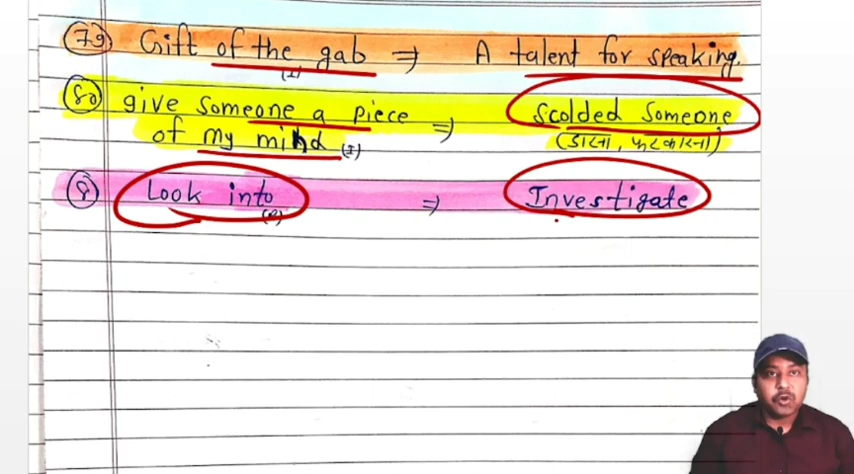 79 Gift of the gab ⇒ A talent for speaking.
(I)
80 give someone a piece ⇒ scolded someone
of my mind (I) (डाटना, फटकारना)
Look into ⇒ Investigate